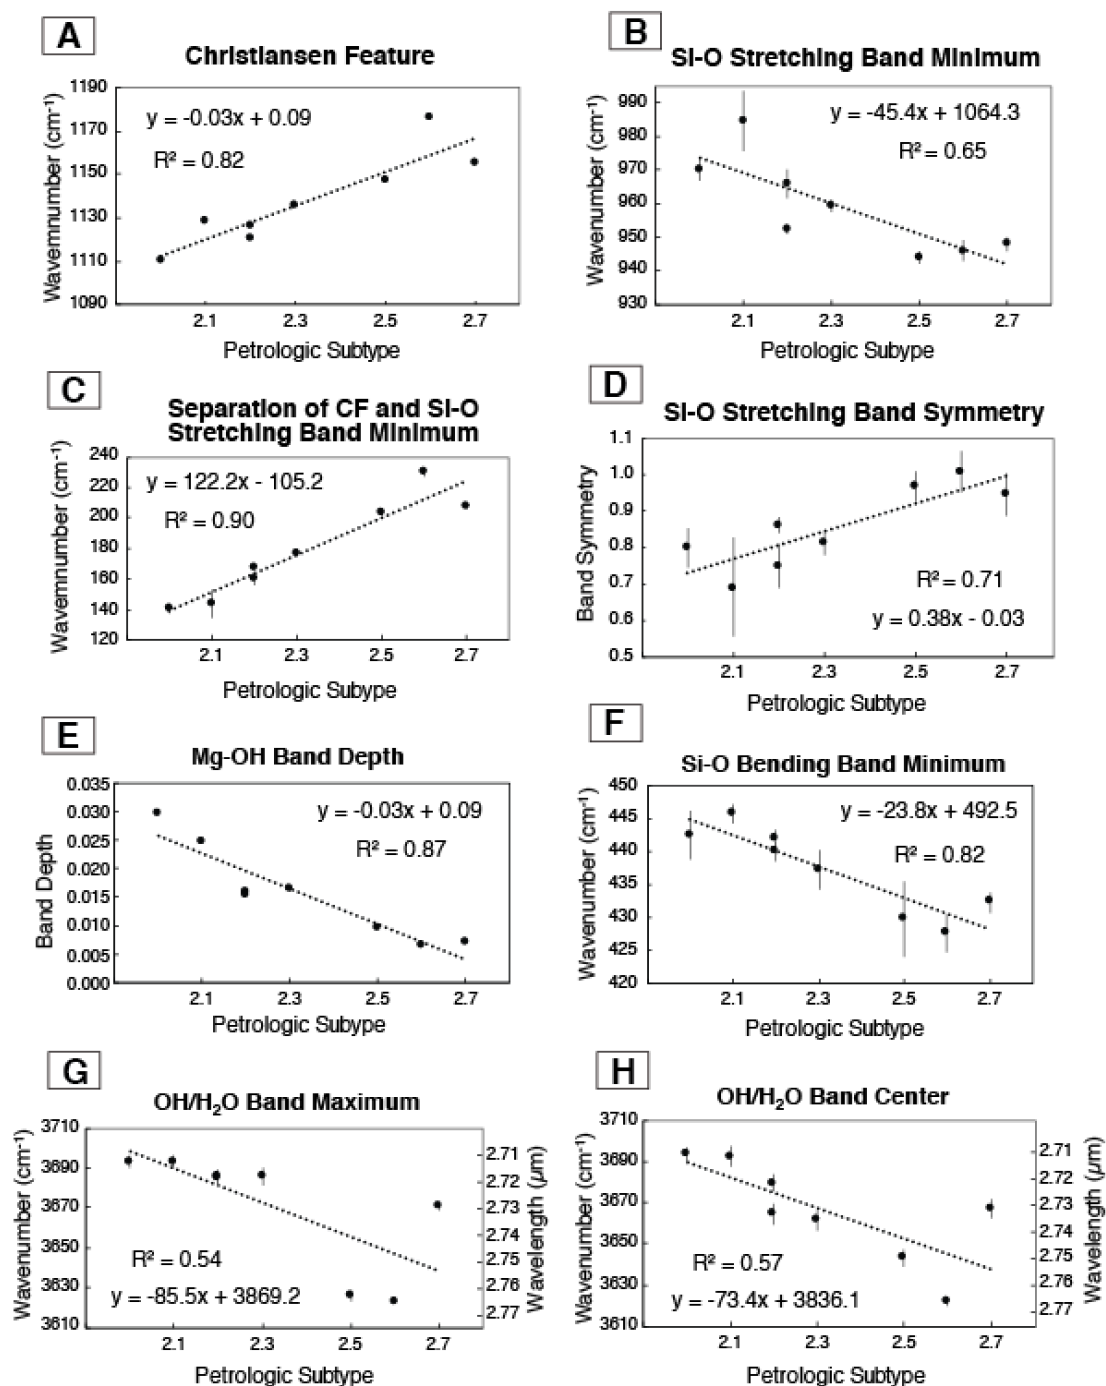 A
Christiansen Feature
Wavemnumber (cm⁻¹)
1190
1170
1150
1130
1110
1090
y = -0.03x + 0.09
R² = 0.82
2.1 2.3 2.5 2.7
Petrologic Subtype
B
Si-O Stretching Band Minimum
Wavenumber (cm⁻¹)
990
980
970
960
950
940
930
y = -45.4x + 1064.3
R² = 0.65
2.1 2.3 2.5 2.7
Petrologic Subtype
C
Separation of CF and Si-O
Stretching Band Minimum
Wavemnumber (cm⁻¹)
240
220
200
180
160
140
120
y = 122.2x - 105.2
R² = 0.90
2.1 2.3 2.5 2.7
Petrologic Subype
D
Si-O Stretching Band Symmetry
Band Symmetry
1.1
1.0
0.9
0.8
0.7
0.6
0.5
R² = 0.71
y = 0.38x - 0.03
2.1 2.3 2.5 2.7
Petrologic Subtype
E
Mg-OH Band Depth
Band Depth
0.035
0.030
0.025
0.020
0.015
0.010
0.005
0.000
y = -0.03x + 0.09
R² = 0.87
2.1 2.3 2.5 2.7
Petrologic Subype
F
Si-O Bending Band Minimum
Wavenumber (cm⁻¹)
450
445
440
435
430
425
420
y = -23.8x + 492.5
R² = 0.82
2.1 2.3 2.5 2.7
Petrologic Subtype
G
OH/H₂O Band Maximum
Wavenumber (cm⁻¹)
3710
3690
3670
3650
3630
3610
R² = 0.54
y = -85.5x + 3869.2
2.71
2.72
2.73
2.74
2.75
2.76
2.77
Wavelength (µm)
2.1 2.3 2.5 2.7
Petrologic Subtype
H
OH/H₂O Band Center
Wavenumber (cm⁻¹)
3710
3690
3670
3650
3630
3610
R² = 0.57
y = -73.4x + 3836.1
2.71
2.72
2.73
2.74
2.75
2.76
2.77
Wavelength (µm)
2.1 2.3 2.5 2.7
Petrologic Subtype